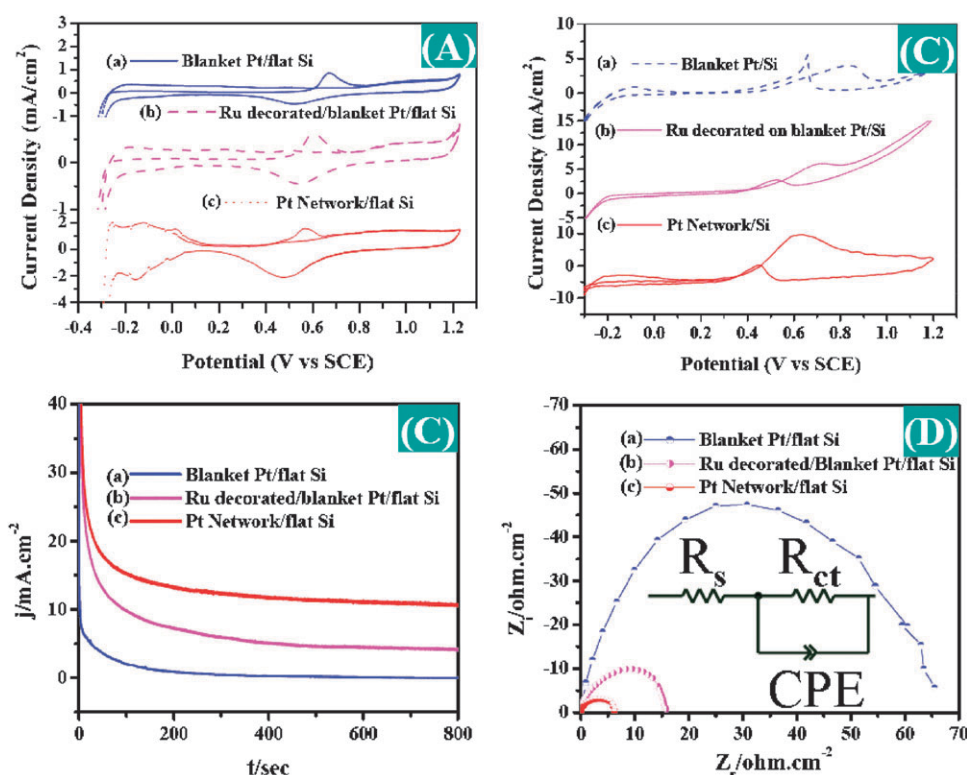 (A)
3
2
1
0
-1
1
0
-1
2
0
-2
-4
Current Density (mA/cm²)
(a) Blanket Pt/flat Si
(b) Ru decorated/blanket Pt/flat Si
(c) Pt Network/flat Si
-0.4 -0.2 0.0 0.2 0.4 0.6 0.8 1.0 1.2
Potential (V vs SCE)
(C)
10
5
0
15
10
5
0
-5
10
0
-10
Current Density (mA/cm²)
(a) Blanket Pt/Si
(b) Ru decorated on blanket Pt/Si
(c) Pt Network/Si
0.0 0.2 0.4 0.6 0.8 1.0 1.2
Potential (V vs SCE)
(C)
40
30
20
10
0
j/mA.cm⁻²
(a) Blanket Pt/flat Si
(b) Ru decorated/blanket Pt/flat Si
(c) Pt Network/flat Si
0 200 400 600 800
t/sec
(D)
-70
-60
-50
-40
-30
-20
-10
0
Zᵢ/ohm.cm⁻²
(a) Blanket Pt/flat Si
(b) Ru decorated/Blanket Pt/flat Si
(c) Pt Network/flat Si
Rs
Rct
CPE
0 10 20 30 40 50 60 70
Zᵣ/ohm.cm⁻²